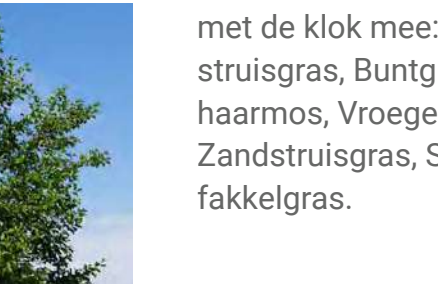 met de klok mee:
struisgras, Buntg
haarmos, Vroege
Zandstruisgras, S
fakkelgras.